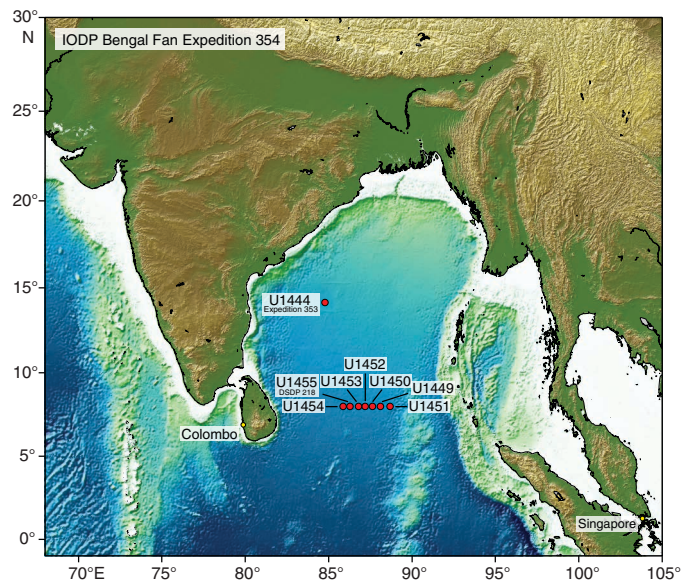 30°
N
IODP Bengal Fan Expedition 354
25°
20°
15°
U1444
Expedition 353
10°
U1452
U1455
DSDP 218
U1453
U1450
U1449
U1454
U1451
Colombo
5°
Singapore
0°
70°E
75°
80°
85°
90°
95°
100°
105°